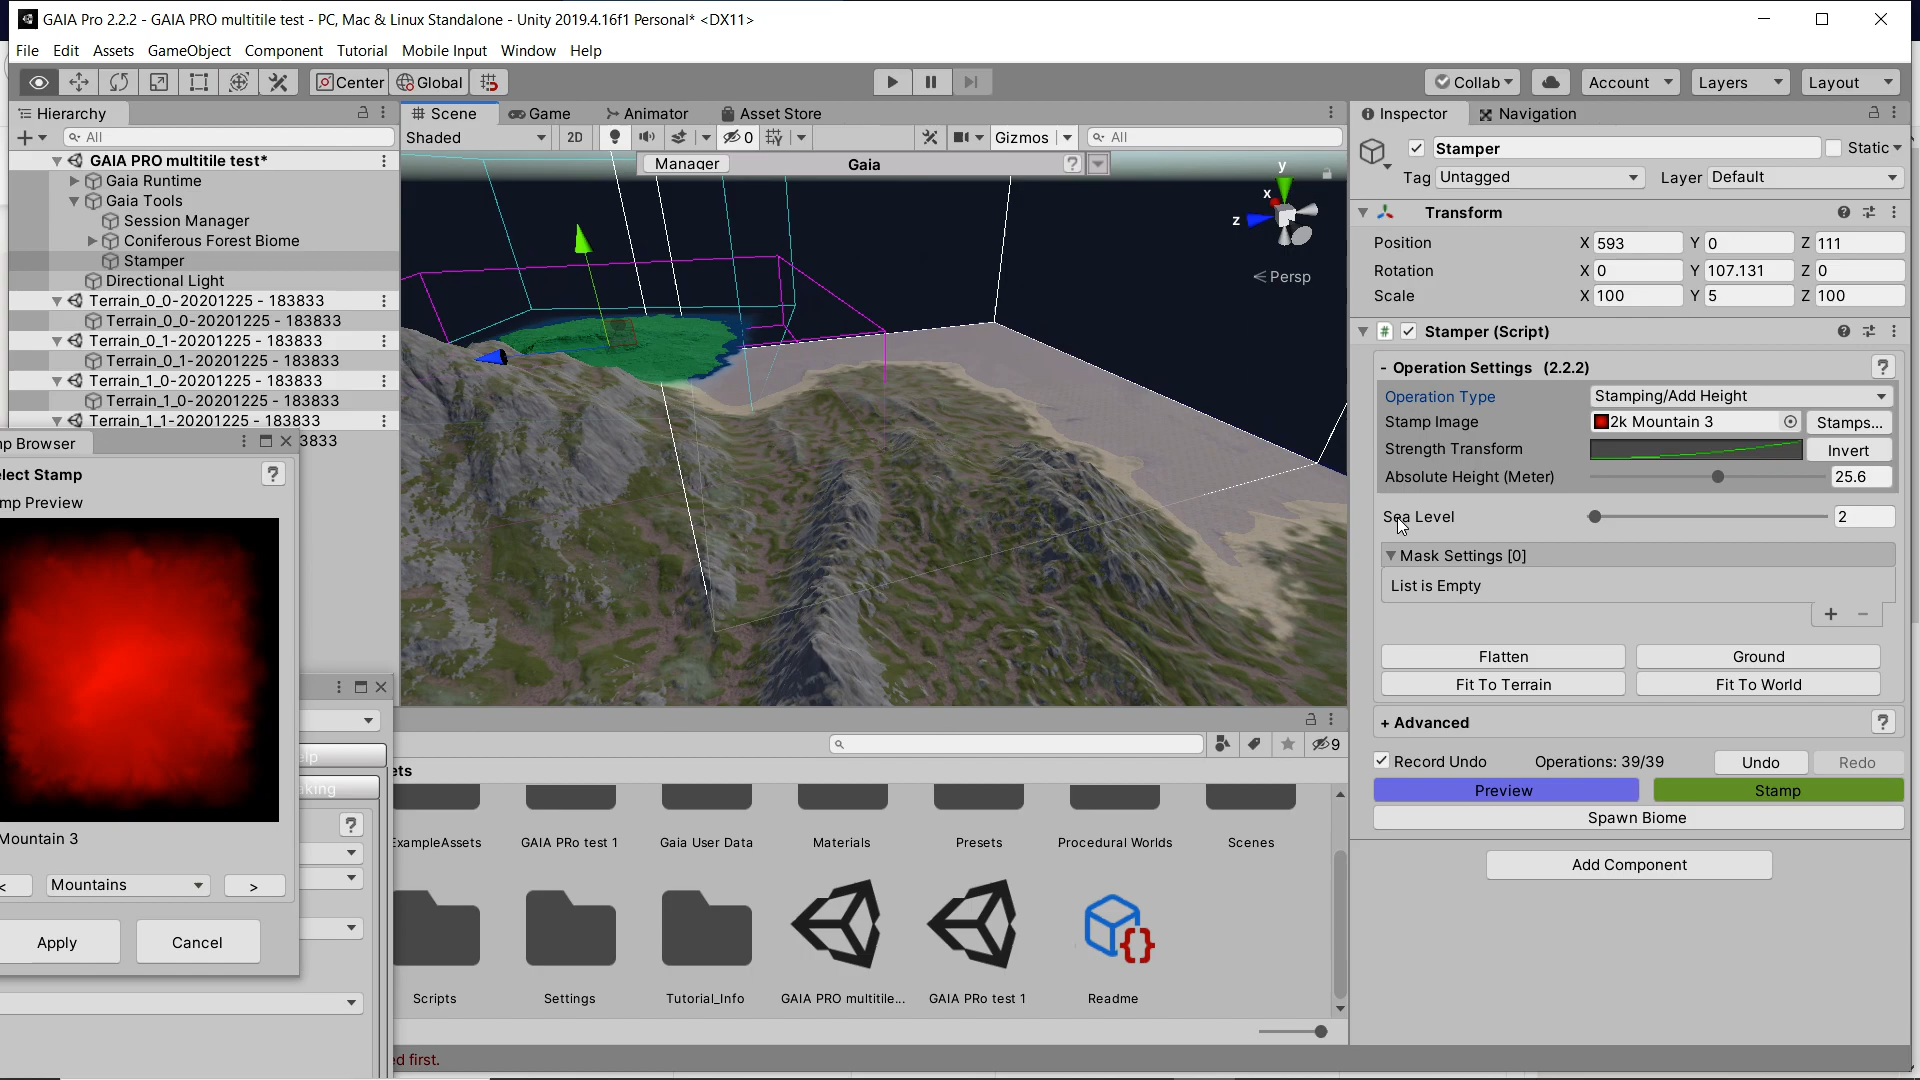 GAIA Pro 2.2.2 - GAIA PRO multitile test - PC, Mac & Linux Standalone - Unity 2019.4.16f1 Personal* <DX11>
File Edit Assets GameObject Component Tutorial Mobile Input Window Help
Center Global Collab Account Layers Layout
Hierarchy
All
GAIA PRO multitile test*
Gaia Runtime
Gaia Tools
Session Manager
Coniferous Forest Biome
Stamper
Directional Light
Terrain_0_0-20201225 - 183833
Terrain_0_0-20201225 - 183833
Terrain_0_1-20201225 - 183833
Terrain_0_1-20201225 - 183833
Terrain_1_0-20201225 - 183833
Terrain_1_0-20201225 - 183833
Terrain_1_1-20201225 - 183833
3833
Scene Game Animator Asset Store
Shaded 2D 0 Gizmos All
Manager Gaia ?
y
x
z
Persp
np Browser
elect Stamp ?
mp Preview
Mountain 3
< Mountains >
Apply Cancel
elp
aking
?
9
ets
ExampleAssets GAIA PRo test 1 Gaia User Data Materials Presets Procedural Worlds Scenes
Scripts Settings Tutorial_Info GAIA PRO multitile... GAIA PRo test 1 Readme
ed first.
Inspector Navigation
Stamper Static
Tag Untagged Layer Default
Transform
Position X 593 Y 0 Z 111
Rotation X 0 Y 107.131 Z 0
Scale X 100 Y 5 Z 100
# Stamper (Script)
- Operation Settings (2.2.2) ?
Operation Type Stamping/Add Height
Stamp Image 2k Mountain 3 Stamps...
Strength Transform Invert
Absolute Height (Meter) 25.6
Sea Level 2
Mask Settings [0]
List is Empty
+ -
Flatten Ground
Fit To Terrain Fit To World
+ Advanced ?
Record Undo Operations: 39/39 Undo Redo
Preview Stamp
Spawn Biome
Add Component